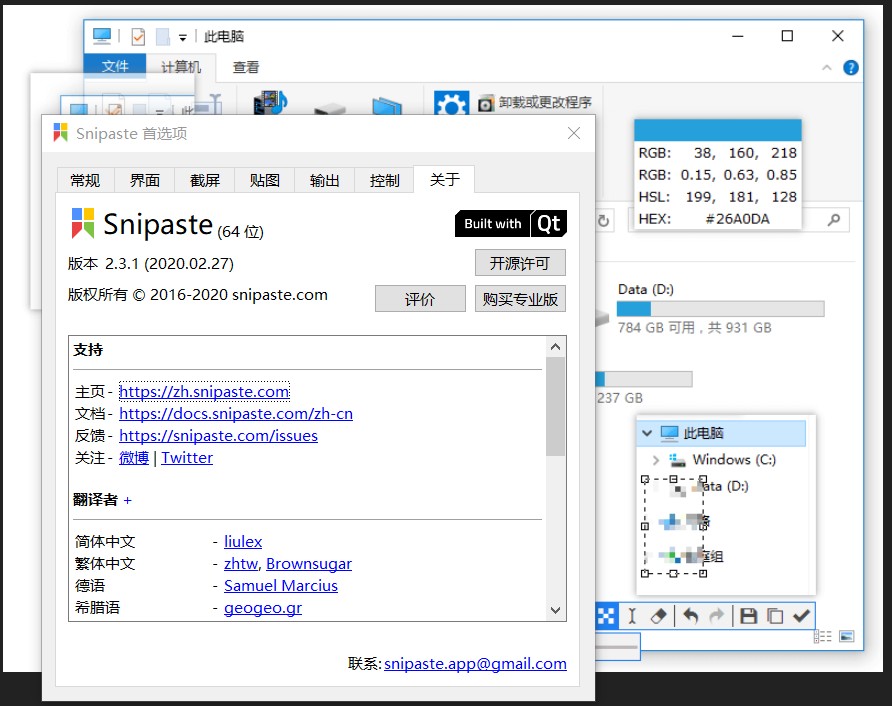 此电脑
文件
计算机
查看
卸载或更改程序
Snipaste 首选项
常规
界面
截屏
贴图
输出
控制
关于
Snipaste (64 位)
Built with Qt
版本 2.3.1 (2020.02.27)
开源许可
版权所有 © 2016-2020 snipaste.com
评价
购买专业版
支持
主页 - https://zh.snipaste.com
文档 - https://docs.snipaste.com/zh-cn
反馈 - https://snipaste.com/issues
关注 - 微博 | Twitter
翻译者 +
简体中文 - liulex
繁体中文 - zhtw, Brownsugar
德语 - Samuel Marcius
希腊语 - geogeo.gr
联系: snipaste.app@gmail.com
RGB: 38, 160, 218
RGB: 0.15, 0.63, 0.85
HSL: 199, 181, 128
HEX: #26A0DA
Data (D:)
784 GB 可用，共 931 GB
237 GB
此电脑
Windows (C:)
ata (D:)
庭组